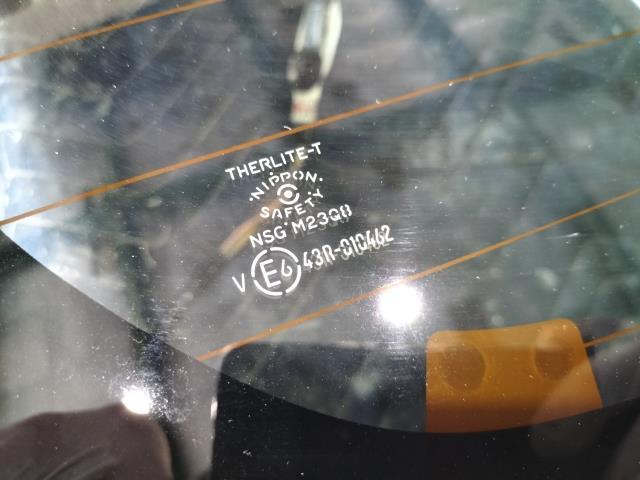 THERLITE-T
·NIPPON·
SAFETY
NSG M23Q8
V E6 43R-010462